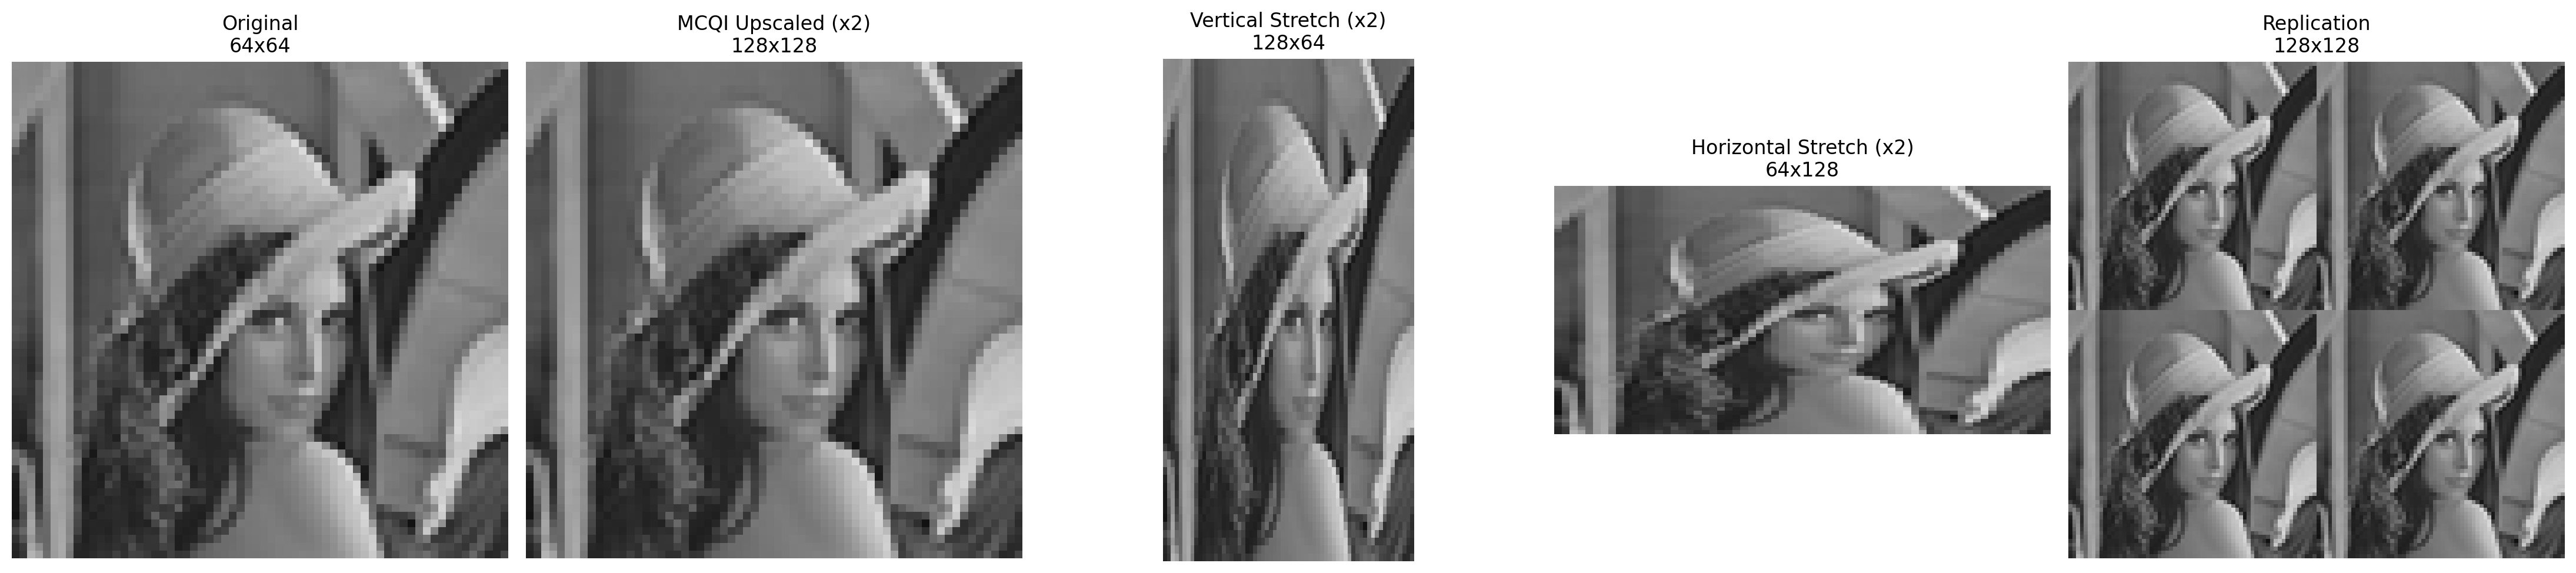 Original
64x64
MCQI Upscaled (x2)
128x128
Vertical Stretch (x2)
128x64
Horizontal Stretch (x2)
64x128
Replication
128x128